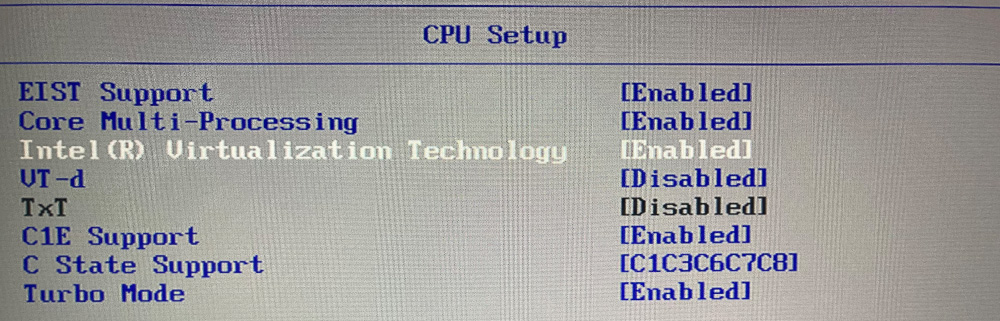 CPU Setup
EIST Support [Enabled]
Core Multi-Processing [Enabled]
Intel(R) Virtualization Technology [Enabled]
VT-d [Disabled]
TxT [Disabled]
C1E Support [Enabled]
C State Support [C1C3C6C7C8]
Turbo Mode [Enabled]